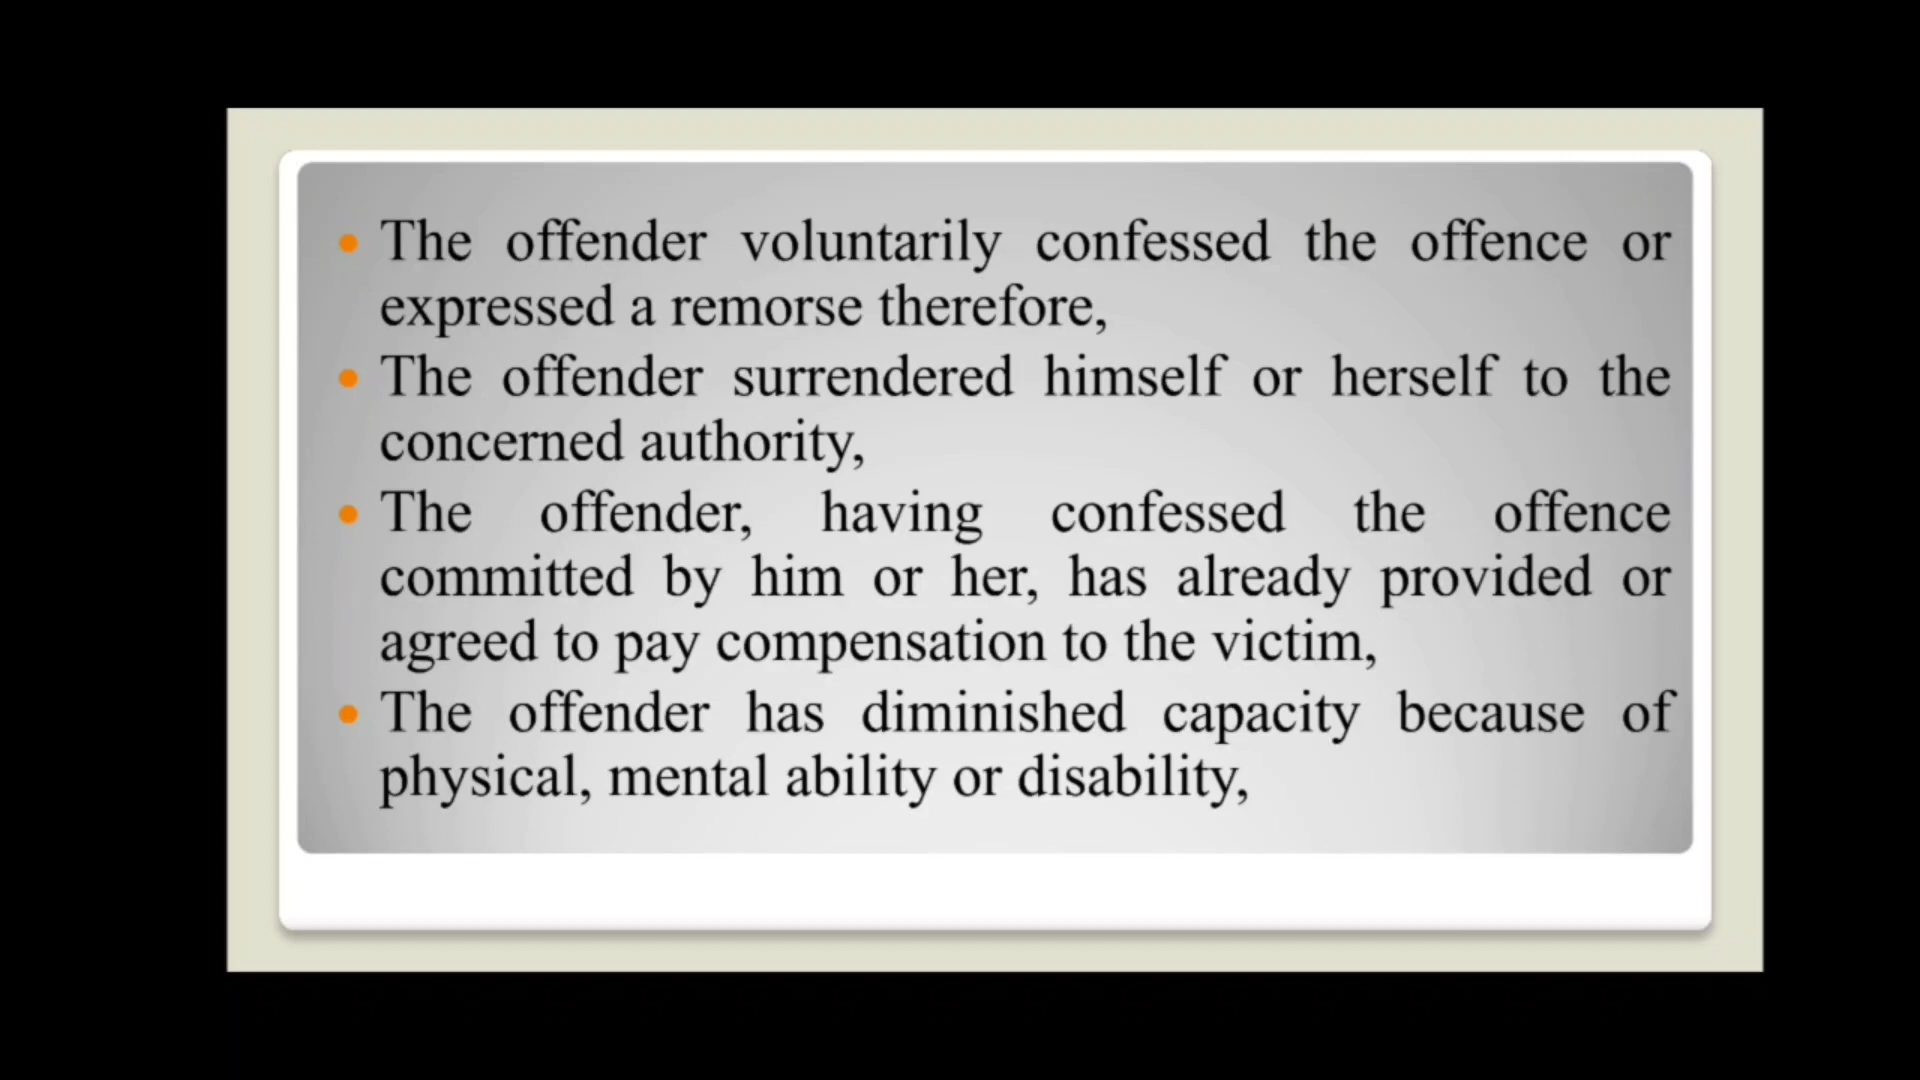 The offender voluntarily confessed the offence or
expressed a remorse therefore,
The offender surrendered himself or herself to the
concerned authority,
The offender, having confessed the offence
committed by him or her, has already provided or
agreed to pay compensation to the victim,
The offender has diminished capacity because of
physical, mental ability or disability,